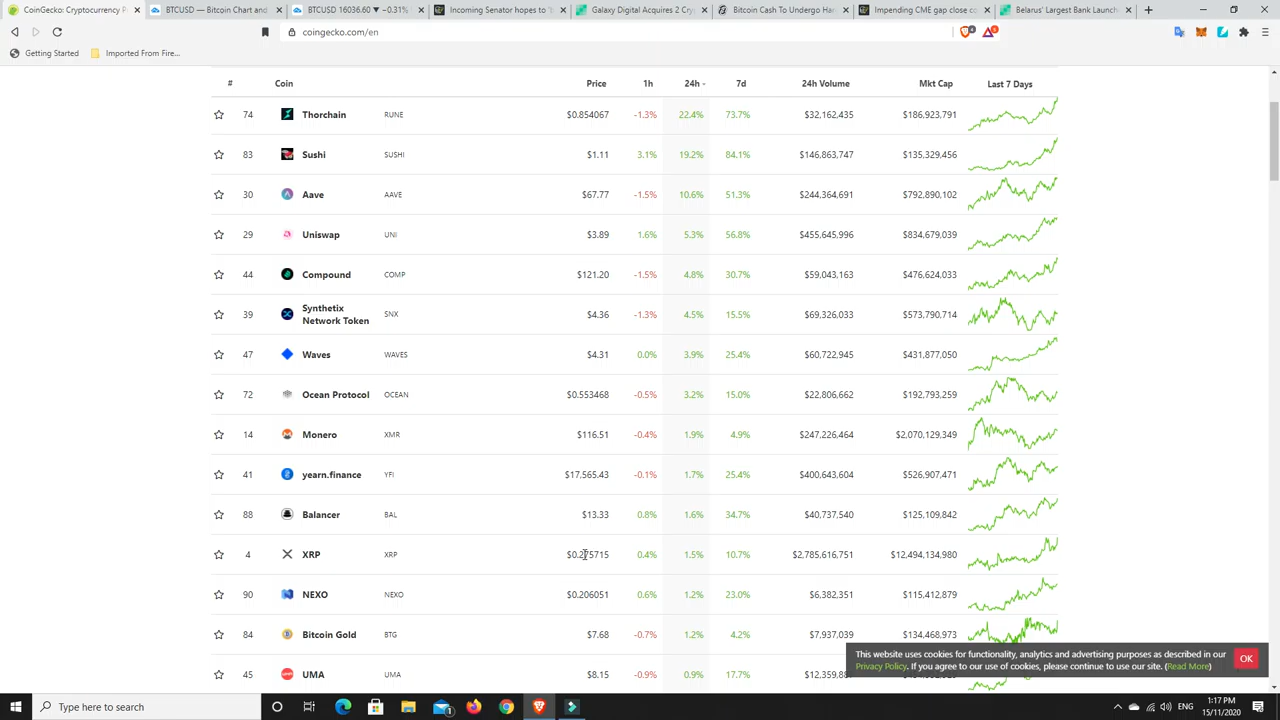 CoinGecko: Cryptocurrency P
BTCUSD — Bitcoin Chart and
BTCUSD 16036.60 ▼ −0.31%
Incoming Senator hopes to "
Galaxy Digital Acquires 2 Cry
Bitcoin Cash To Undergo Ha
Impending CME gap close co
Belarus' Largest Bank Launch
coingecko.com/en
Getting Started
Imported From Fire...
# Coin Price 1h 24h 7d 24h Volume Mkt Cap Last 7 Days
74 Thorchain RUNE $0.854067 -1.3% 22.4% 73.7% $32,162,435 $186,923,791
83 Sushi SUSHI $1.11 3.1% 19.2% 84.1% $146,863,747 $135,329,456
30 Aave AAVE $67.77 -1.5% 10.6% 51.3% $244,364,691 $792,890,102
29 Uniswap UNI $3.89 1.6% 5.3% 56.8% $455,645,996 $834,679,039
44 Compound COMP $121.20 -1.5% 4.8% 30.7% $59,043,163 $476,624,033
39 Synthetix
Network Token SNX $4.36 -1.3% 4.5% 15.5% $69,326,033 $573,790,714
47 Waves WAVES $4.31 0.0% 3.9% 25.4% $60,722,945 $431,877,050
72 Ocean Protocol OCEAN $0.553468 -0.5% 3.2% 15.0% $22,806,662 $192,793,259
14 Monero XMR $116.51 -0.4% 1.9% 4.9% $247,226,464 $2,070,129,349
41 yearn.finance YFI $17,565.43 -0.1% 1.7% 25.4% $400,643,604 $526,907,471
88 Balancer BAL $13.33 0.8% 1.6% 34.7% $40,737,540 $125,109,842
4 XRP XRP 0.4% 1.5% 10.7% $2,785,616,751 $12,494,134,980
90 NEXO NEXO $0.206051 0.6% 1.2% 23.0% $6,382,351 $115,412,879
84 Bitcoin Gold BTG $7.68 -0.7% 1.2% 4.2% $7,937,039 $134,468,973
45 UMA UMA $8.15 -0.9% 0.9% 17.7%
This website uses cookies for functionality, analytics and advertising purposes as described in our
Privacy Policy. If you agree to our use of cookies, please continue to use our site. (Read More)
OK
Type here to search
ENG
1:17 PM
15/11/2020